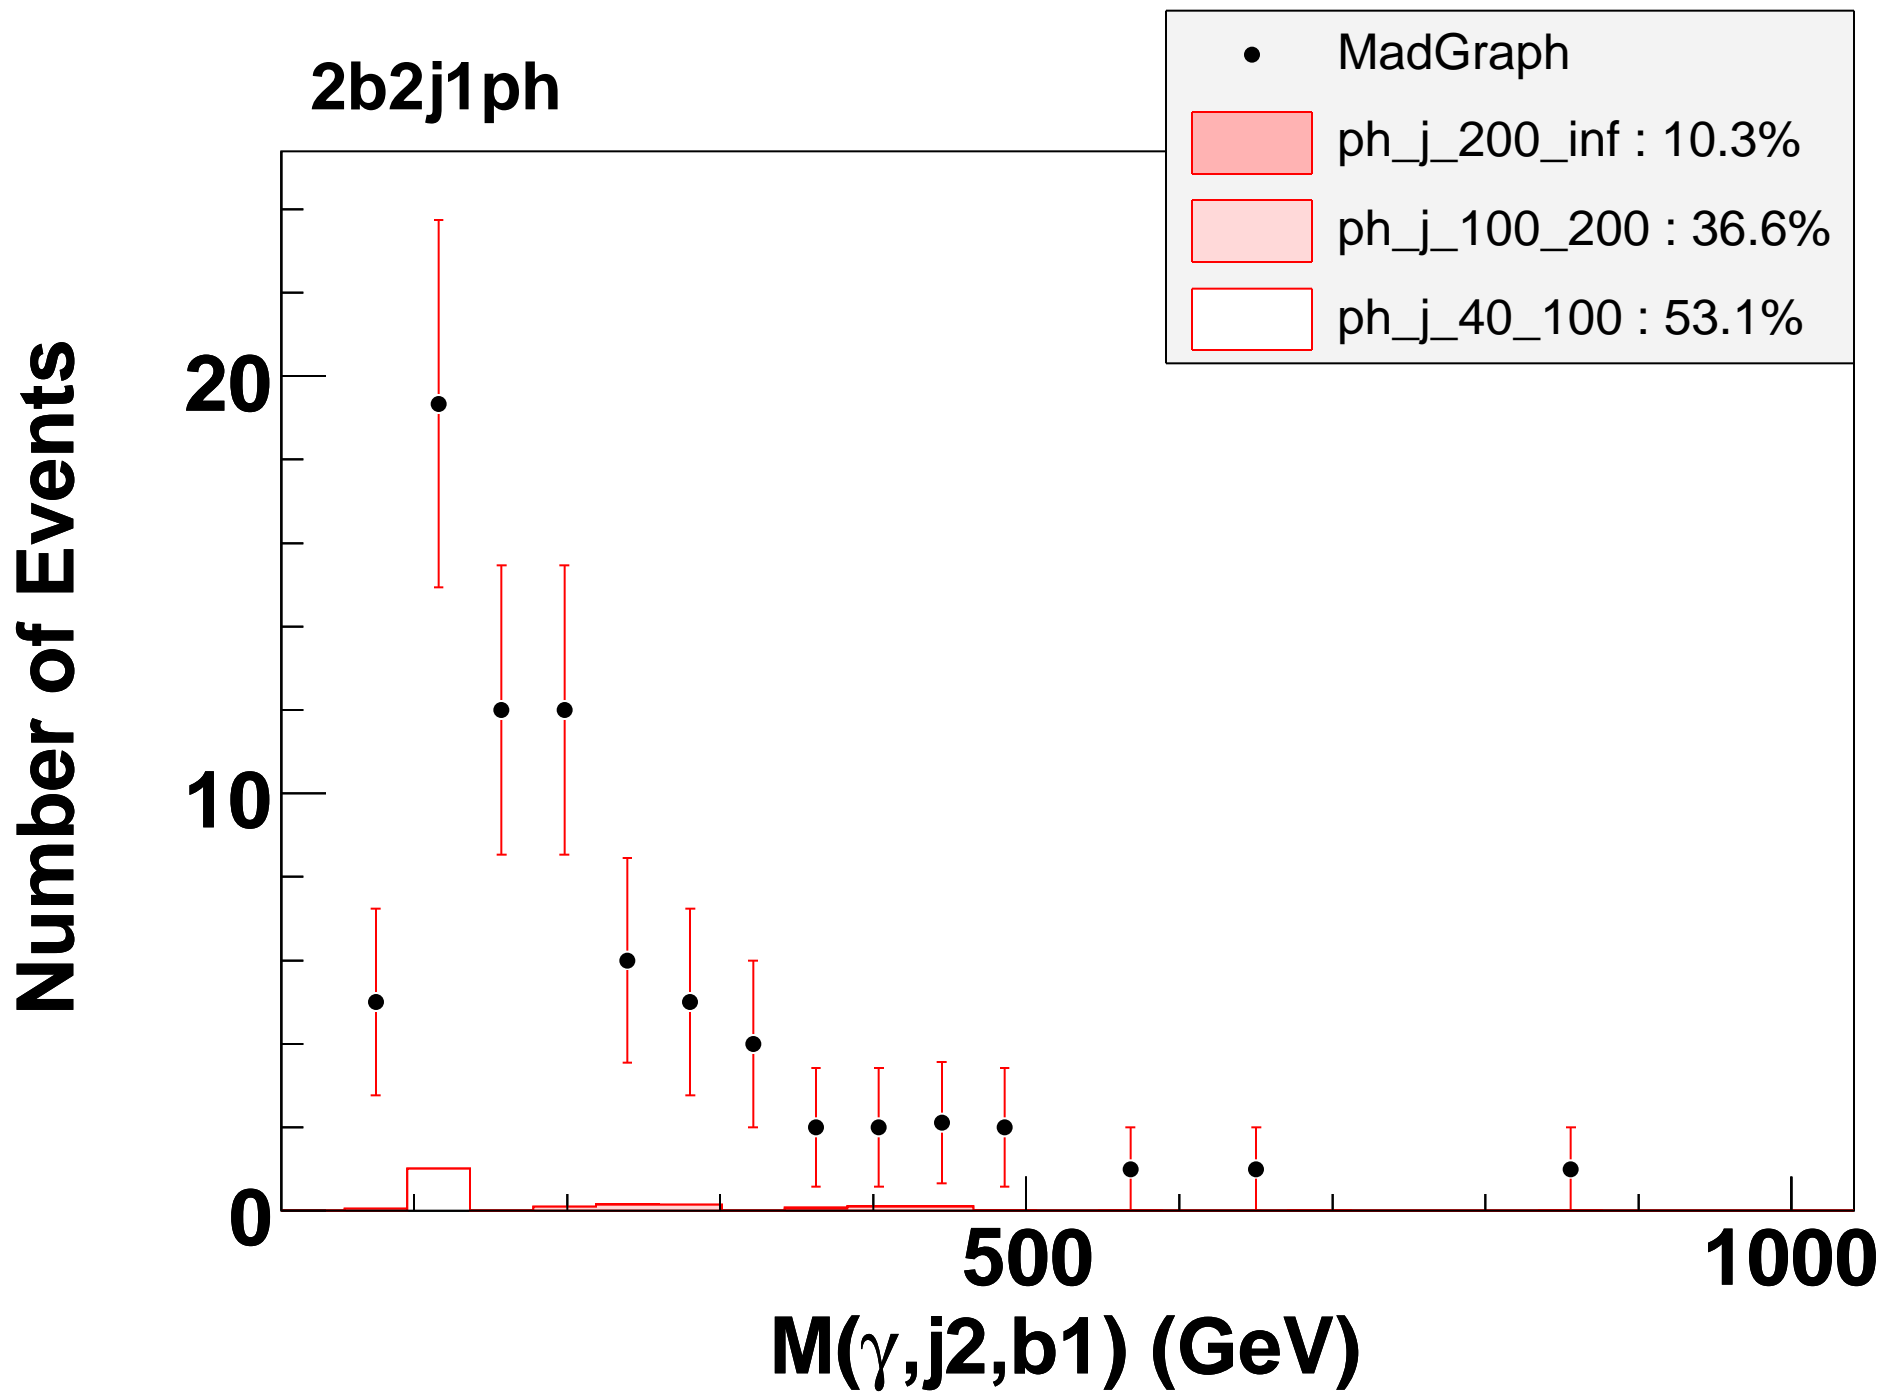 2b2j1ph
MadGraph
ph_j_200_inf : 10.3%
ph_j_100_200 : 36.6%
ph_j_40_100 : 53.1%
Number of Events
20
10
0
500
1000
M(γ,j2,b1) (GeV)